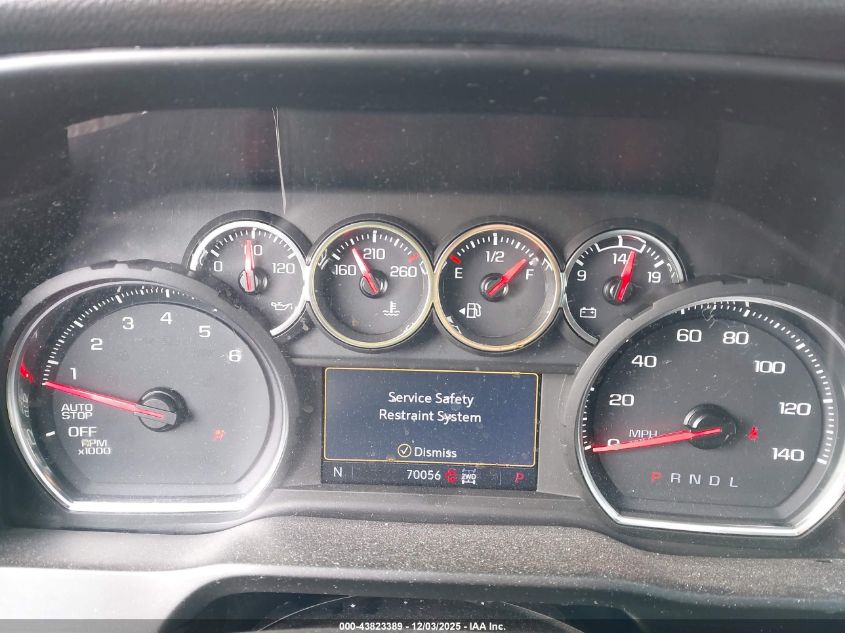 0 80 120
160 210 260
E 1/2 F
9 14 19
1 2 3 4 5 6
AUTO
STOP
OFF
RPM
x1000
Service Safety
Restraint System
Dismiss
N 70056 2WD P
0 20 40 60 80 100 120 140
MPH
P R N D L
000-43823389 - 12/03/2025 - IAA Inc.